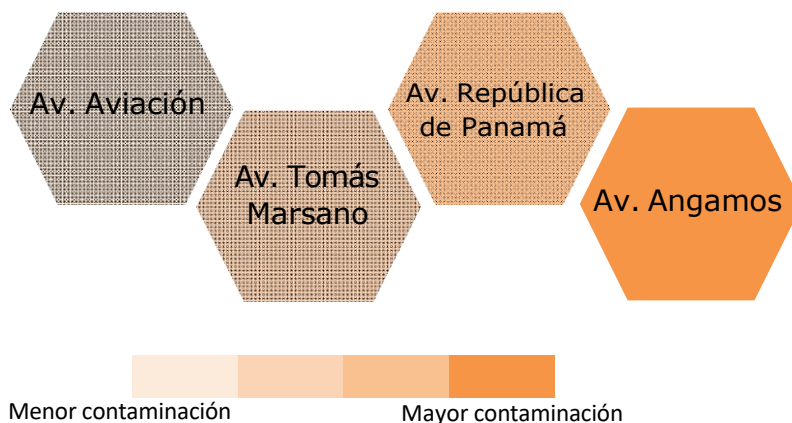 Av. Aviación
Av. Tomás
Marsano
Av. República
de Panamá
Av. Angamos
Menor contaminación
Mayor contaminación